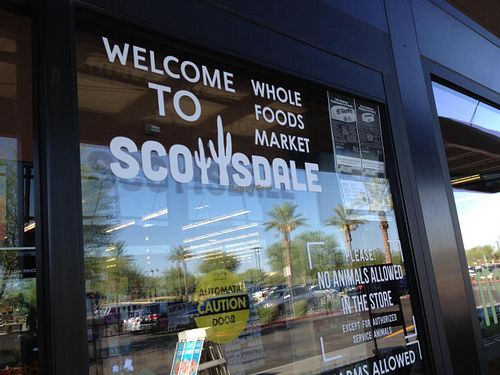 WELCOME
TO
WHOLE
FOODS
MARKET
SCOTTSDALE
AUTOMATIC
CAUTION
DOOR
PLEASE
NO ANIMALS ALLOWED
IN THE STORE
EXCEPT FOR AUTHORIZED
SERVICE ANIMALS
ALLOWED